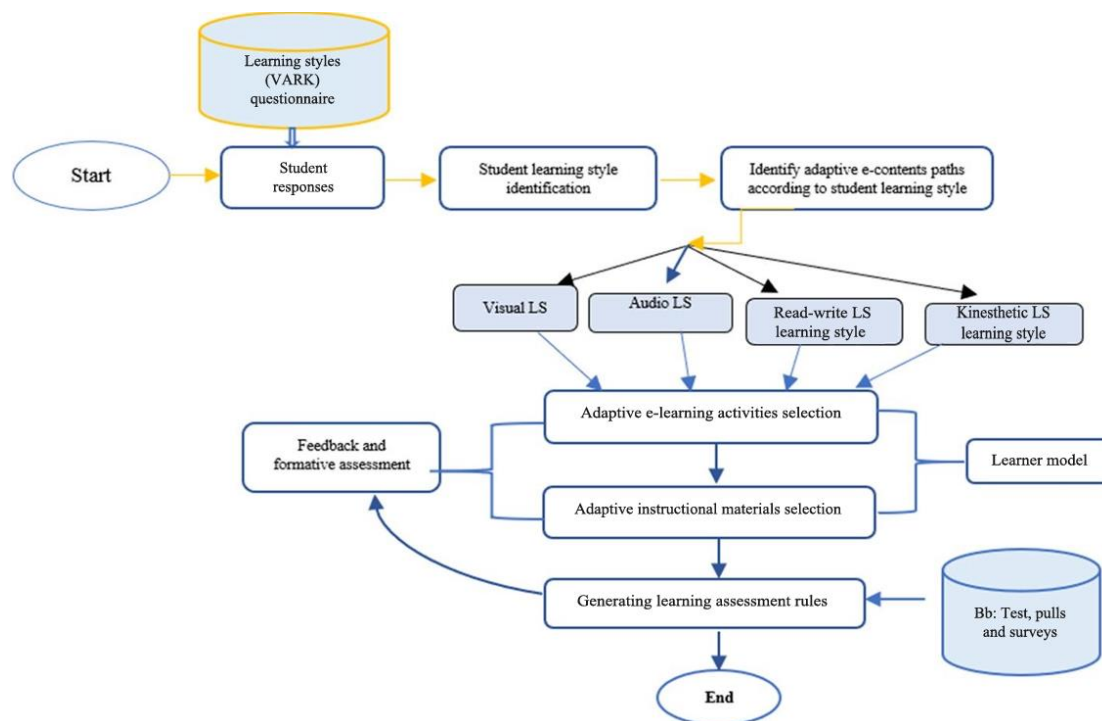 Learning styles
(VARK)
questionnaire
Start
Student
responses
Student learning style
identification
Identify adaptive e-contents paths
according to student learning style
Visual LS
Audio LS
Read-write LS
learning style
Kinesthetic LS
learning style
Adaptive e-learning activities selection
Feedback and
formative assessment
Learner model
Adaptive instructional materials selection
Generating learning assessment rules
Bb: Test, pulls
and surveys
End